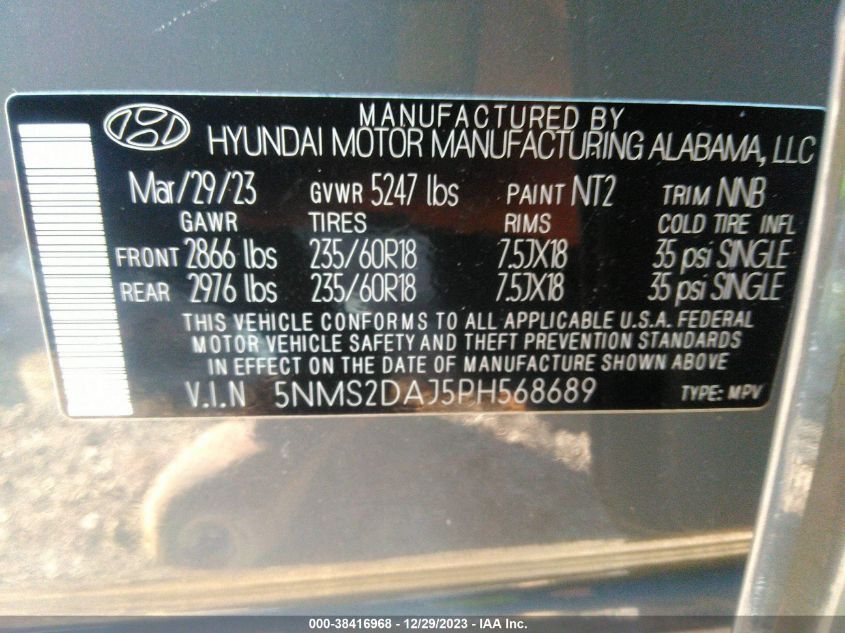 MANUFACTURED BY
HYUNDAI MOTOR MANUFACTURING ALABAMA, LLC
Mar/29/23 GVWR 5247 lbs PAINT NT2 TRIM NNB
GAWR TIRES RIMS COLD TIRE INFL
FRONT 2866 lbs 235/60R18 7.5JX18 35 psi SINGLE
REAR 2976 lbs 235/60R18 7.5JX18 35 psi SINGLE
THIS VEHICLE CONFORMS TO ALL APPLICABLE U.S.A. FEDERAL
MOTOR VEHICLE SAFETY AND THEFT PREVENTION STANDARDS
IN EFFECT ON THE DATE OF MANUFACTURE SHOWN ABOVE
V.I.N 5NMS2DAJ5PH568689 TYPE: MPV
000-38416968 - 12/29/2023 - IAA Inc.